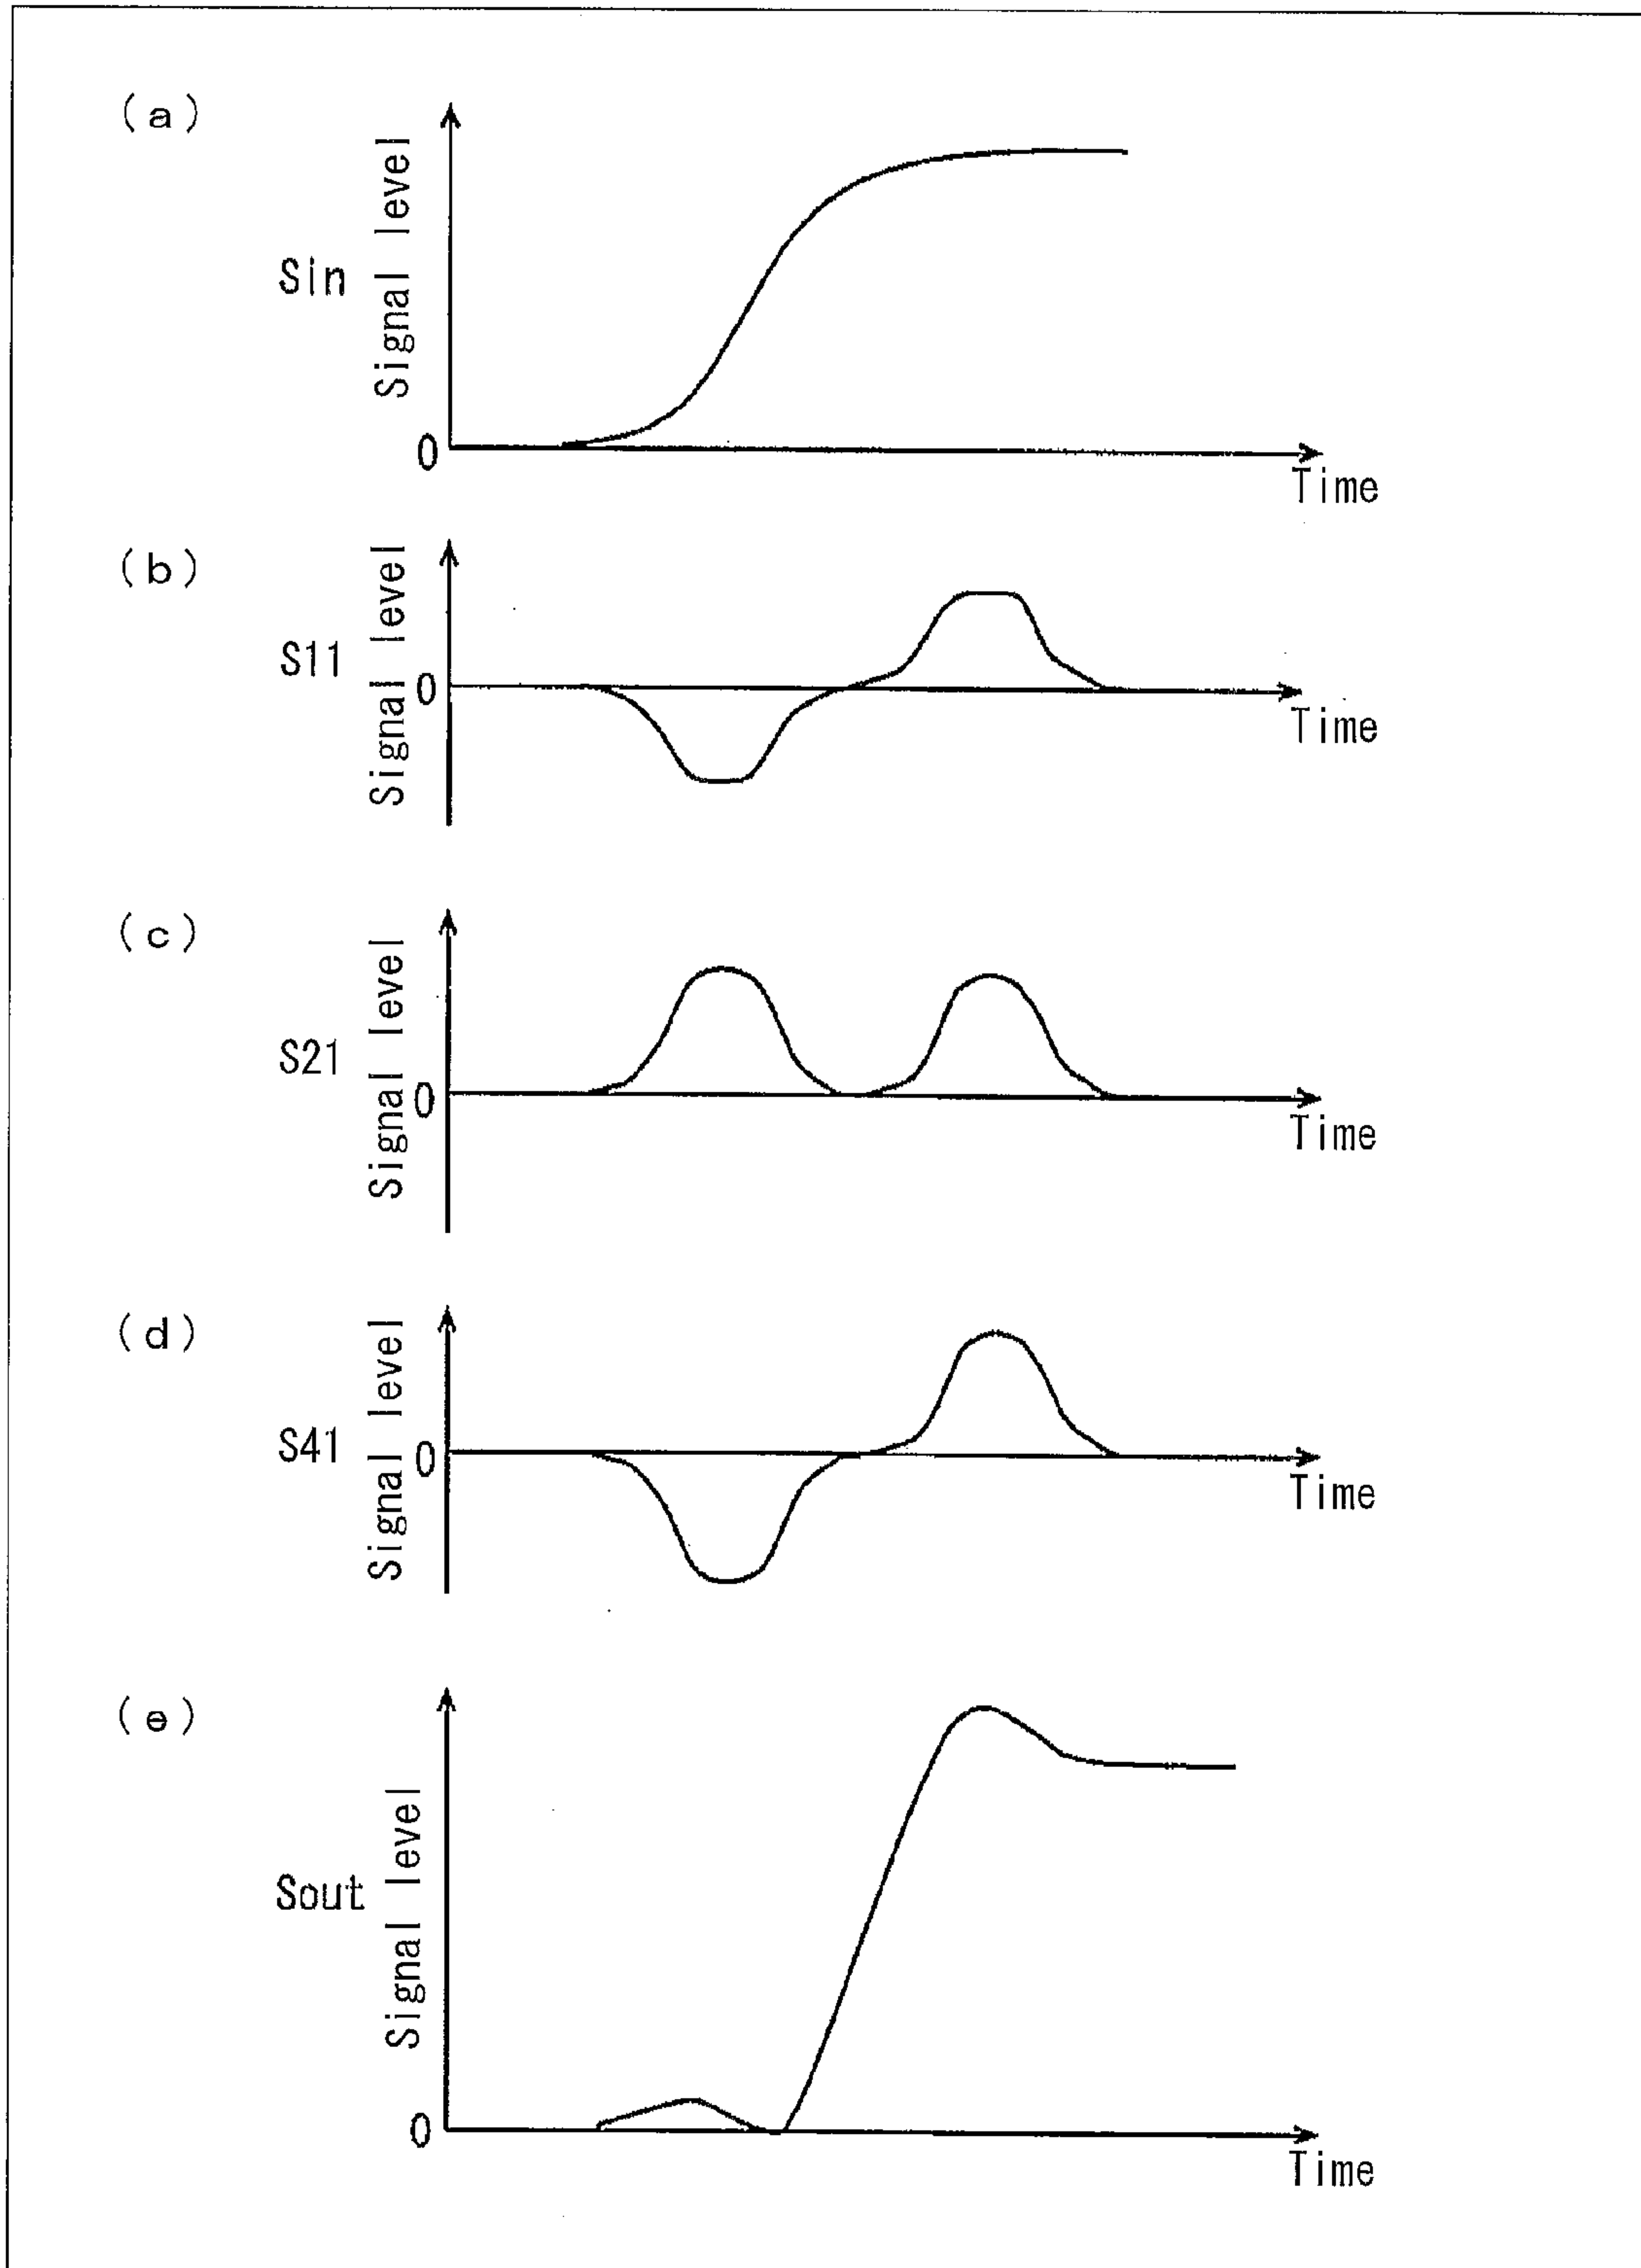 (a)
Sin
Signal level
0
Time
(b)
S11
Signal level
0
Time
(c)
S21
Signal level
0
Time
(d)
S41
Signal level
0
Time
(e)
Sout
Signal level
0
Time